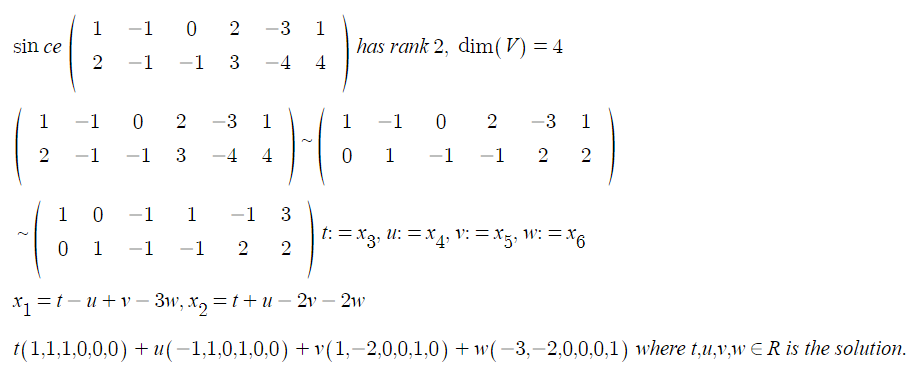 sin ce ( 1 −1 0 2 −3 1 ) has rank 2, dim(V) = 4
( 2 −1 −1 3 −4 4 )
( 1 −1 0 2 −3 1 ) ~ ( 1 −1 0 2 −3 1 )
( 2 −1 −1 3 −4 4 ) ( 0 1 −1 −1 2 2 )
~ ( 1 0 −1 1 −1 3 ) t: = x₃, u: = x₄, v: = x₅, w: = x₆
( 0 1 −1 −1 2 2 )
x₁ = t − u + v − 3w, x₂ = t + u − 2v − 2w
t(1,1,1,0,0,0) + u(−1,1,0,1,0,0) + v(1,−2,0,0,1,0) + w(−3,−2,0,0,0,1) where t,u,v,w ∈ R is the solution.